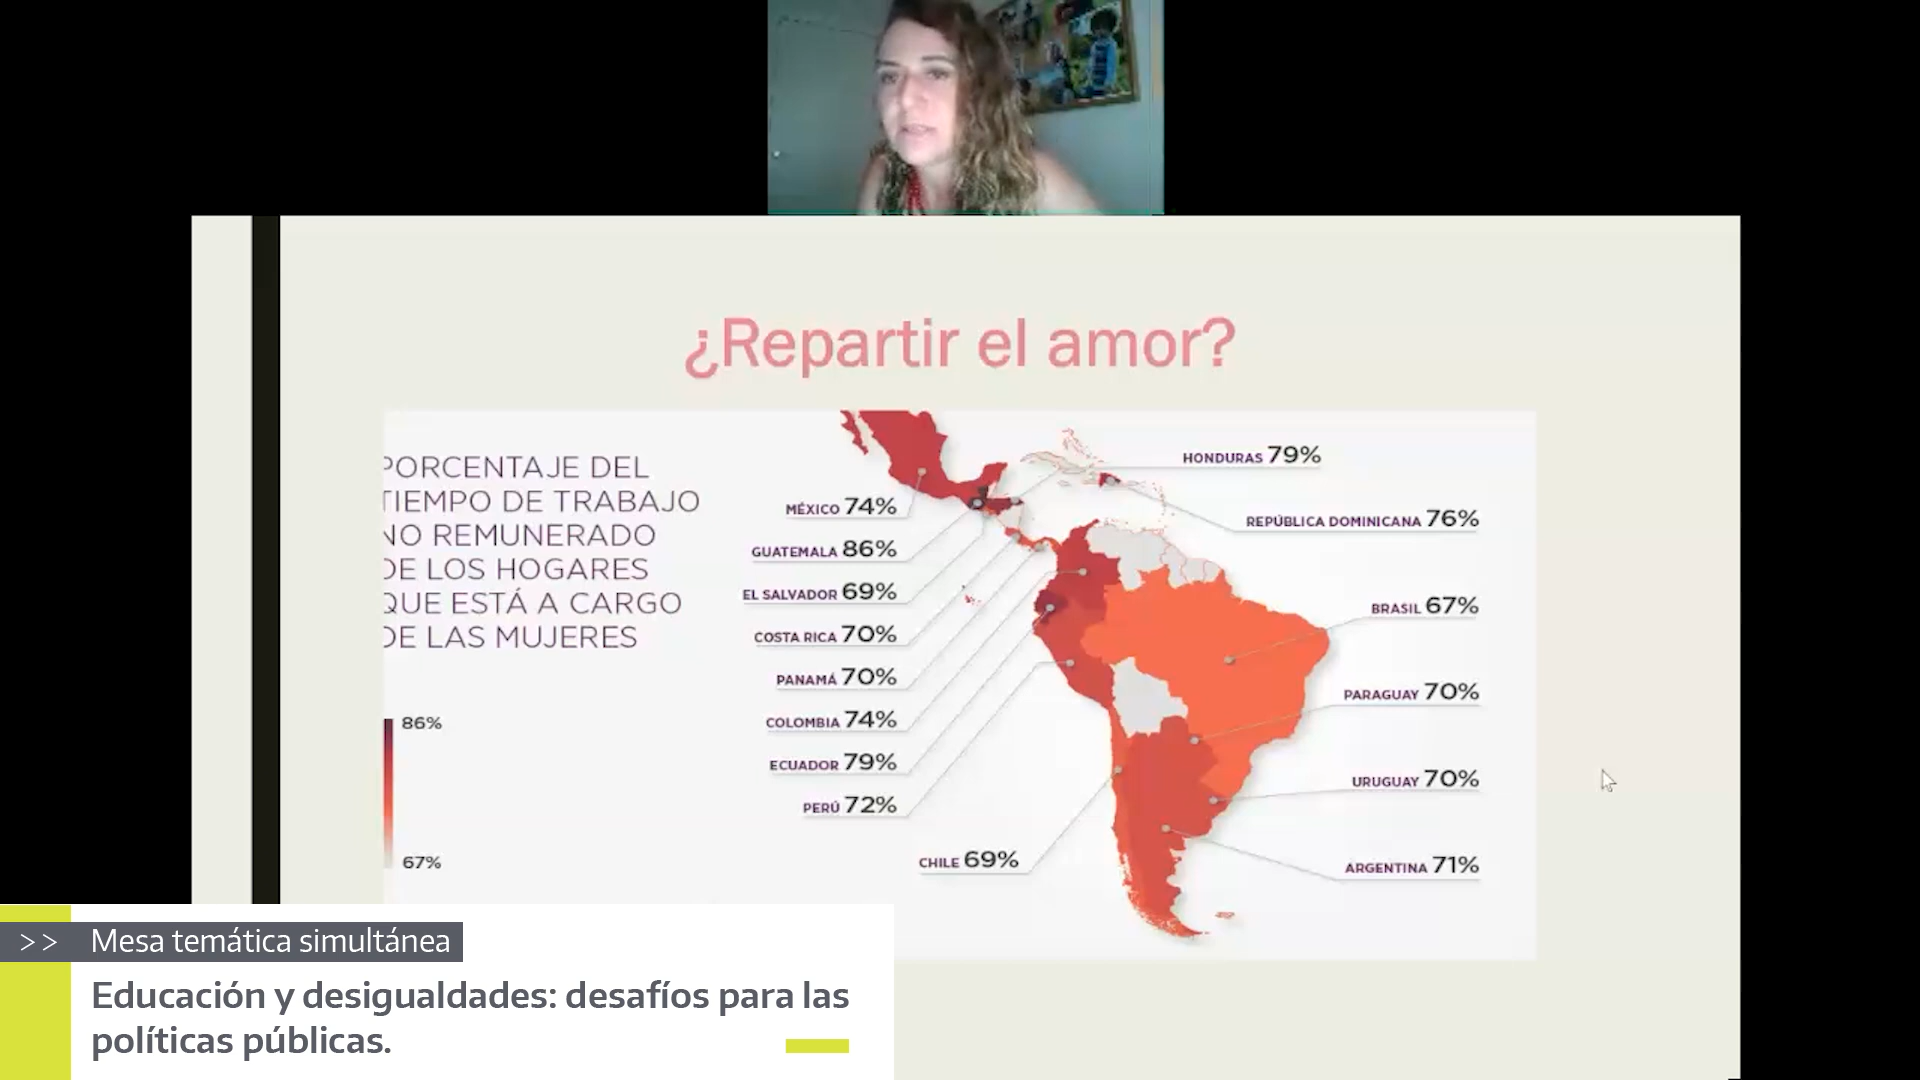 ¿Repartir el amor?
PORCENTAJE DEL
TIEMPO DE TRABAJO
NO REMUNERADO
DE LOS HOGARES
QUE ESTÁ A CARGO
DE LAS MUJERES
86%
67%
MÉXICO 74%
GUATEMALA 86%
EL SALVADOR 69%
COSTA RICA 70%
PANAMÁ 70%
COLOMBIA 74%
ECUADOR 79%
PERÚ 72%
CHILE 69%
HONDURAS 79%
REPÚBLICA DOMINICANA 76%
BRASIL 67%
PARAGUAY 70%
URUGUAY 70%
ARGENTINA 71%
>> Mesa temática simultánea
Educación y desigualdades: desafíos para las
políticas públicas.